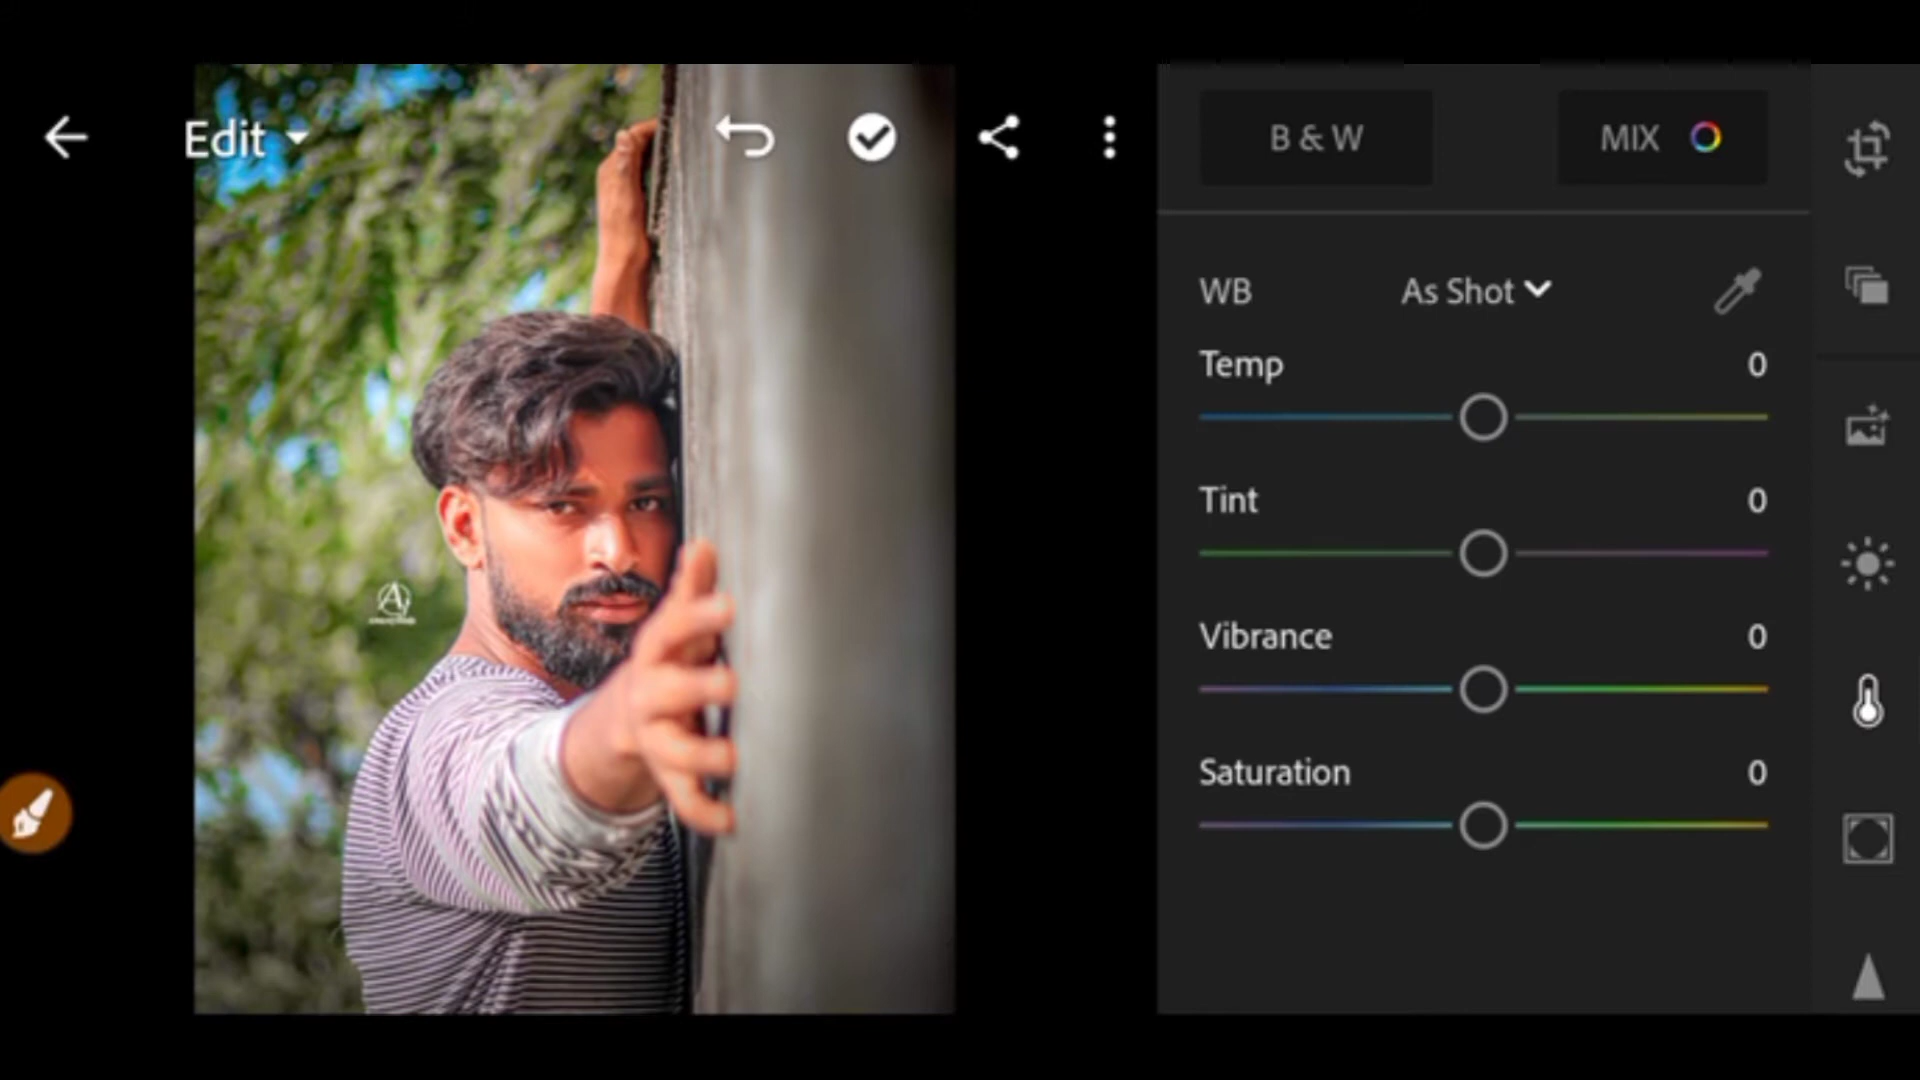 Edit
B & W
MIX
WB
As Shot
Temp
0
Tint
0
Vibrance
0
Saturation
0